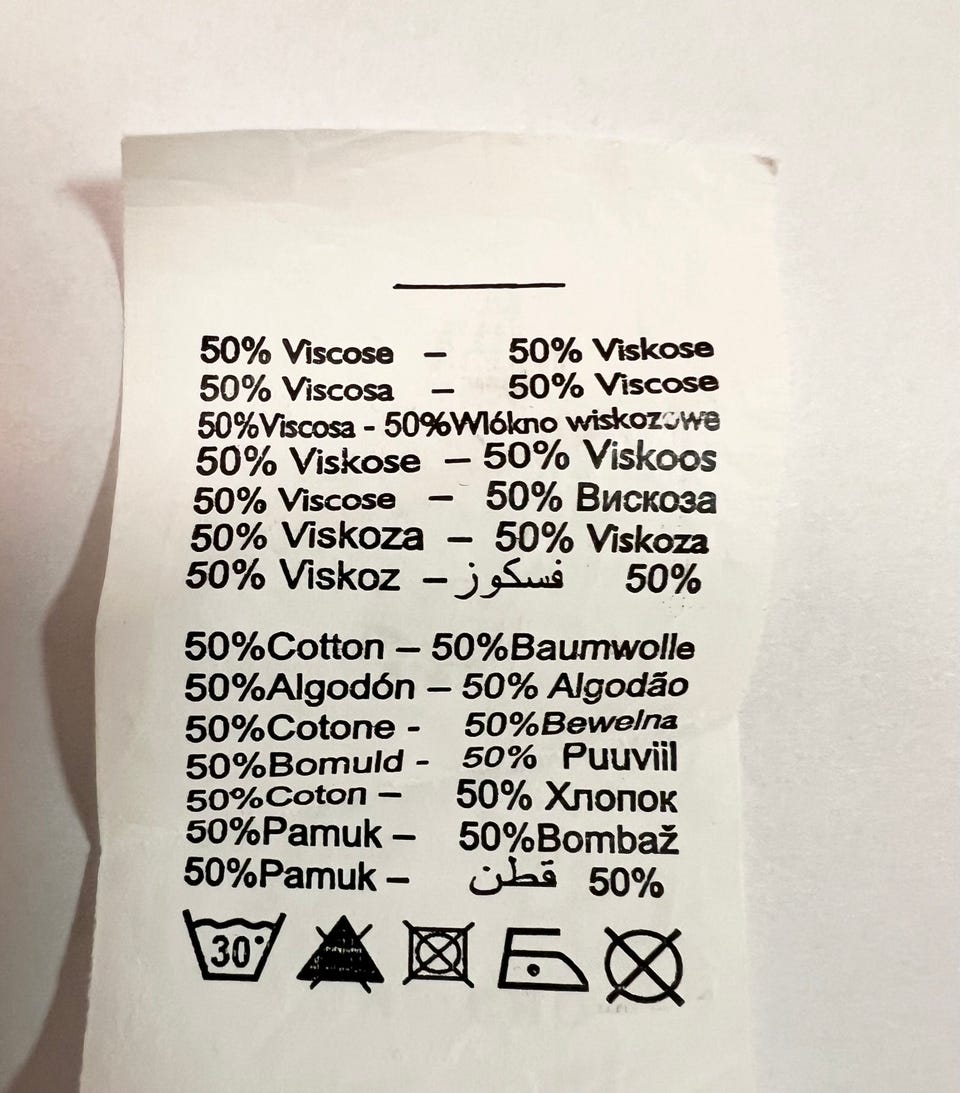 50% Viscose – 50% Viskose
50% Viscosa – 50% Viscose
50%Viscosa - 50%Wlókno wiskozowe
50% Viskose – 50% Viskoos
50% Viscose – 50% Вискоза
50% Viskoza – 50% Viskoza
50% Viskoz – فسكوز 50%
50%Cotton – 50%Baumwolle
50%Algodón – 50% Algodão
50%Cotone - 50%Bewelna
50%Bomuld - 50% Puuviil
50%Coton – 50% Хлопок
50%Pamuk – 50%Bombaž
50%Pamuk – قطن 50%
30°